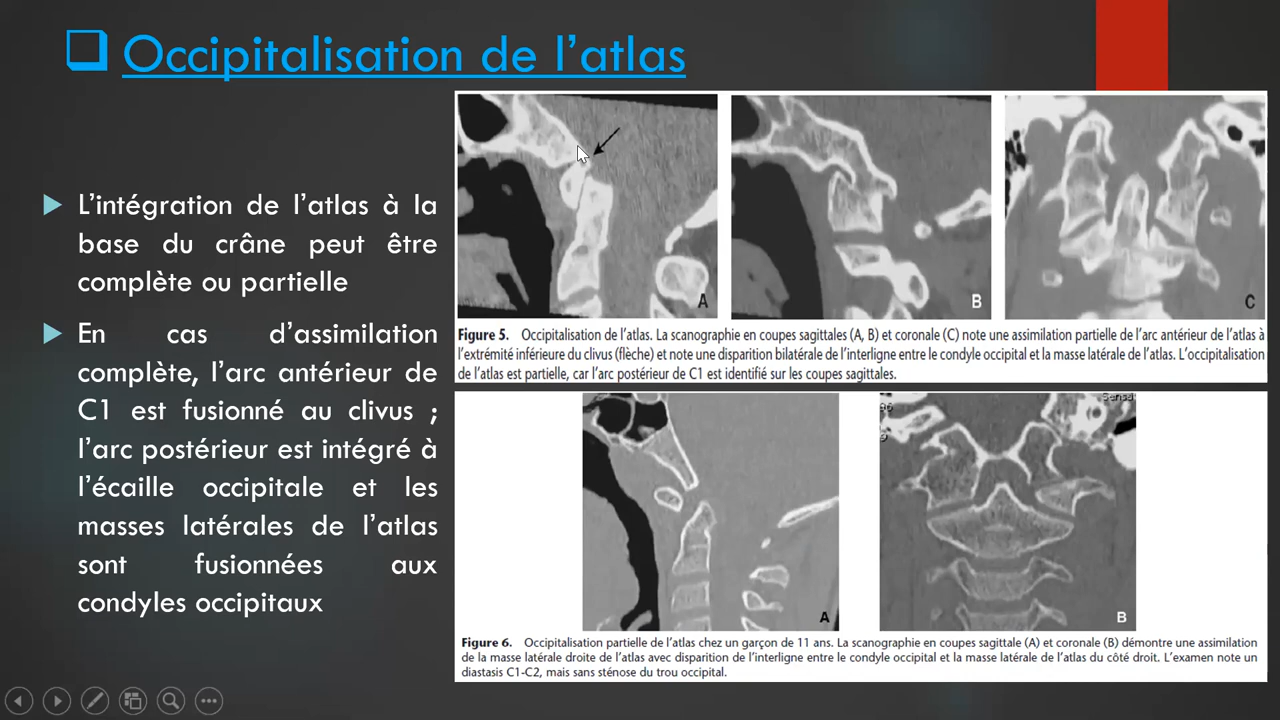 Occipitalisation de l’atlas
L’intégration de l’atlas à la
base du crâne peut être
complète ou partielle
En cas d’assimilation
complète, l’arc antérieur de
C1 est fusionné au clivus ;
l’arc postérieur est intégré à
l’écaille occipitale et les
masses latérales de l’atlas
sont fusionnées aux
condyles occipitaux
A
B
C
Figure 5. Occipitalisation de l’atlas. La scanographie en coupes sagittales (A, B) et coronale (C) note une assimilation partielle de l’arc antérieur de l’atlas à
l’extrémité inférieure du clivus (flèche) et note une disparition bilatérale de l’interligne entre le condyle occipital et la masse latérale de l’atlas. L’occipitalisation
de l’atlas est partielle, car l’arc postérieur de C1 est identifié sur les coupes sagittales.
A
B
Figure 6. Occipitalisation partielle de l’atlas chez un garçon de 11 ans. La scanographie en coupes sagittale (A) et coronale (B) démontre une assimilation
de la masse latérale droite de l’atlas avec disparition de l’interligne entre le condyle occipital et la masse latérale de l’atlas du côté droit. L’examen note un
diastasis C1-C2, mais sans sténose du trou occipital.